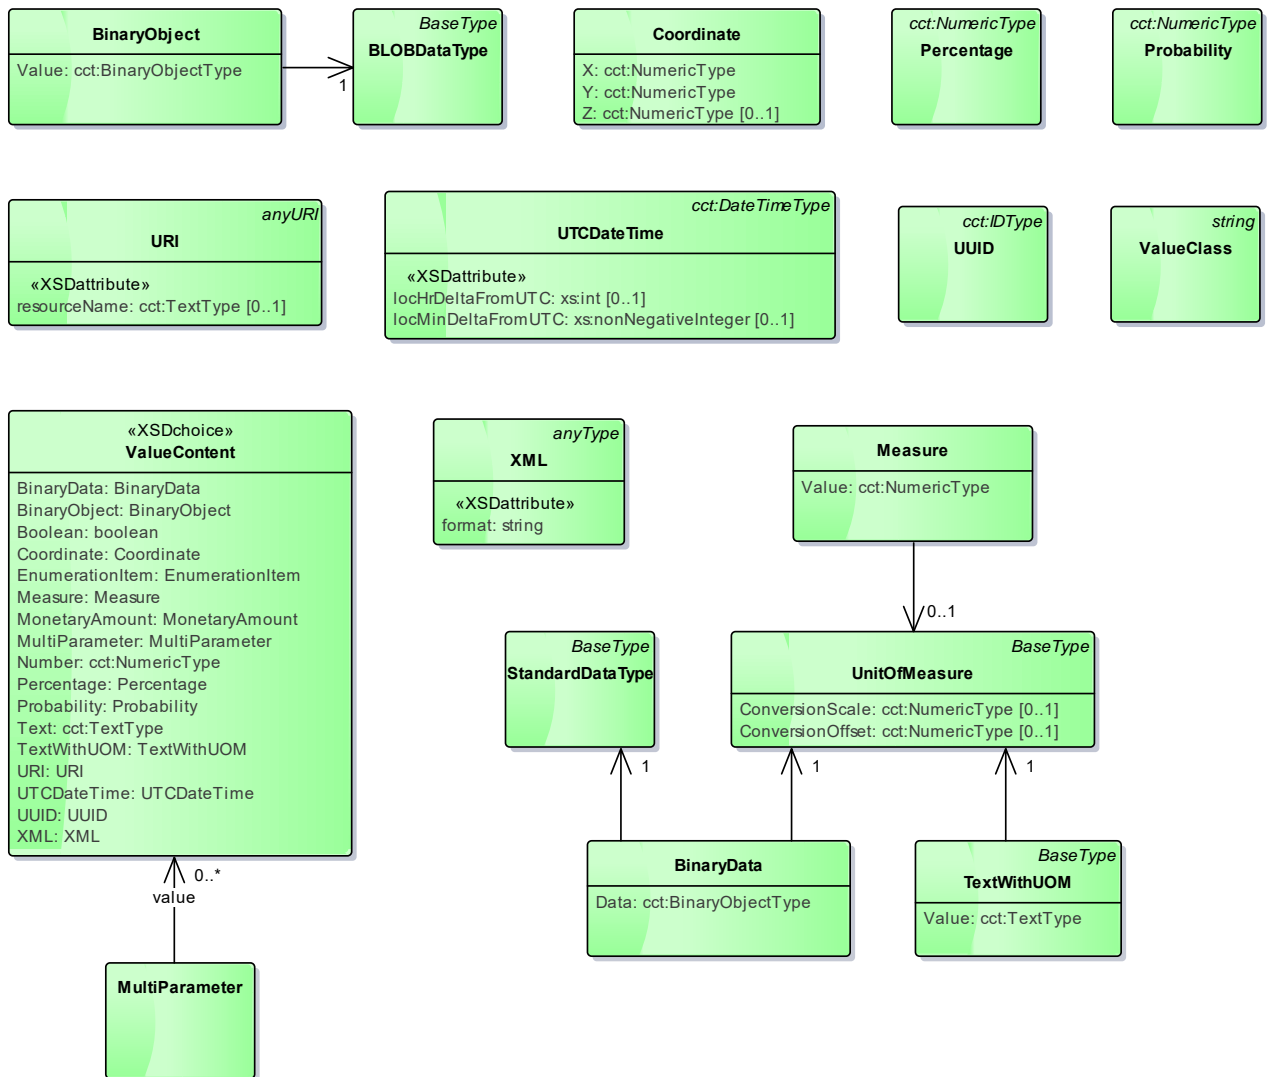 BinaryObject
Value: cct:BinaryObjectType
1
BaseType
BLOBDataType
Coordinate
X: cct:NumericType
Y: cct:NumericType
Z: cct:NumericType [0..1]
cct:NumericType
Percentage
cct:NumericType
Probability
anyURI
URI
«XSDattribute»
resourceName: cct:TextType [0..1]
cct:DateTimeType
UTCDateTime
«XSDattribute»
locHrDeltaFromUTC: xs:int [0..1]
locMinDeltaFromUTC: xs:nonNegativeInteger [0..1]
cct:IDType
UUID
string
ValueClass
«XSDchoice»
ValueContent
BinaryData: BinaryData
BinaryObject: BinaryObject
Boolean: boolean
Coordinate: Coordinate
EnumerationItem: EnumerationItem
Measure: Measure
MonetaryAmount: MonetaryAmount
MultiParameter: MultiParameter
Number: cct:NumericType
Percentage: Percentage
Probability: Probability
Text: cct:TextType
TextWithUOM: TextWithUOM
URI: URI
UTCDateTime: UTCDateTime
UUID: UUID
XML: XML
0..*
value
MultiParameter
anyType
XML
«XSDattribute»
format: string
Measure
Value: cct:NumericType
0..1
BaseType
StandardDataType
BaseType
UnitOfMeasure
ConversionScale: cct:NumericType [0..1]
ConversionOffset: cct:NumericType [0..1]
1
1
1
BinaryData
Data: cct:BinaryObjectType
BaseType
TextWithUOM
Value: cct:TextType